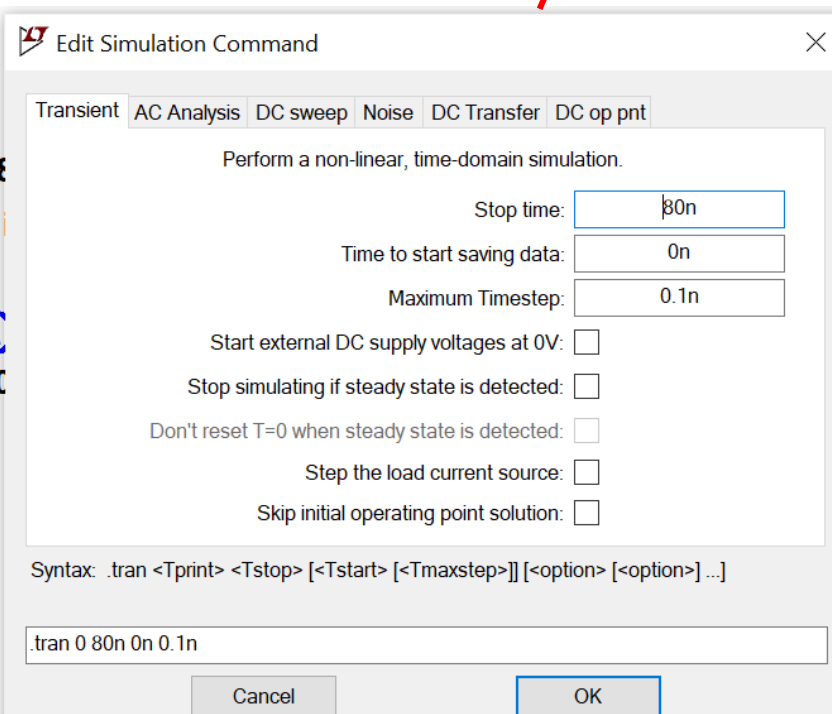 Edit Simulation Command
Transient AC Analysis DC sweep Noise DC Transfer DC op pnt
Perform a non-linear, time-domain simulation.
Stop time: 80n
Time to start saving data: 0n
Maximum Timestep: 0.1n
Start external DC supply voltages at 0V:
Stop simulating if steady state is detected:
Don't reset T=0 when steady state is detected:
Step the load current source:
Skip initial operating point solution:
Syntax: .tran <Tprint> <Tstop> [<Tstart> [<Tmaxstep>]] [<option> [<option>] ...]
.tran 0 80n 0n 0.1n
Cancel OK